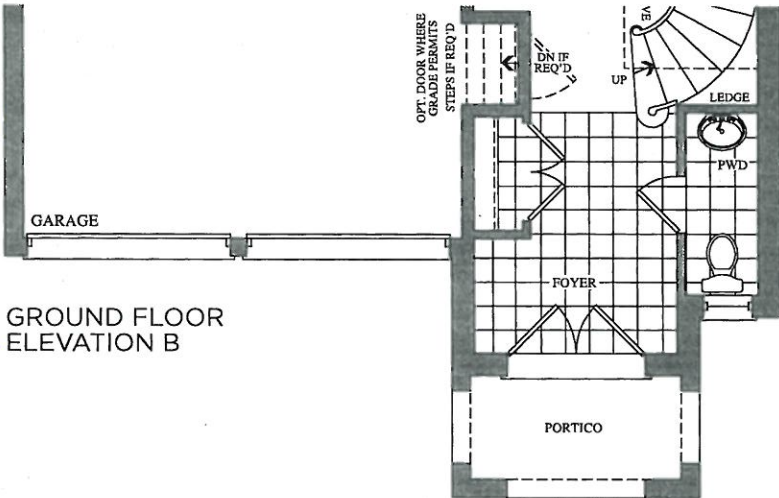 OPT. DOOR WHERE
GRADE PERMITS
STEPS IF REQ'D
DN IF
REQ'D
UP
VE
LEDGE
PWD
GARAGE
FOYER
GROUND FLOOR
ELEVATION B
PORTICO